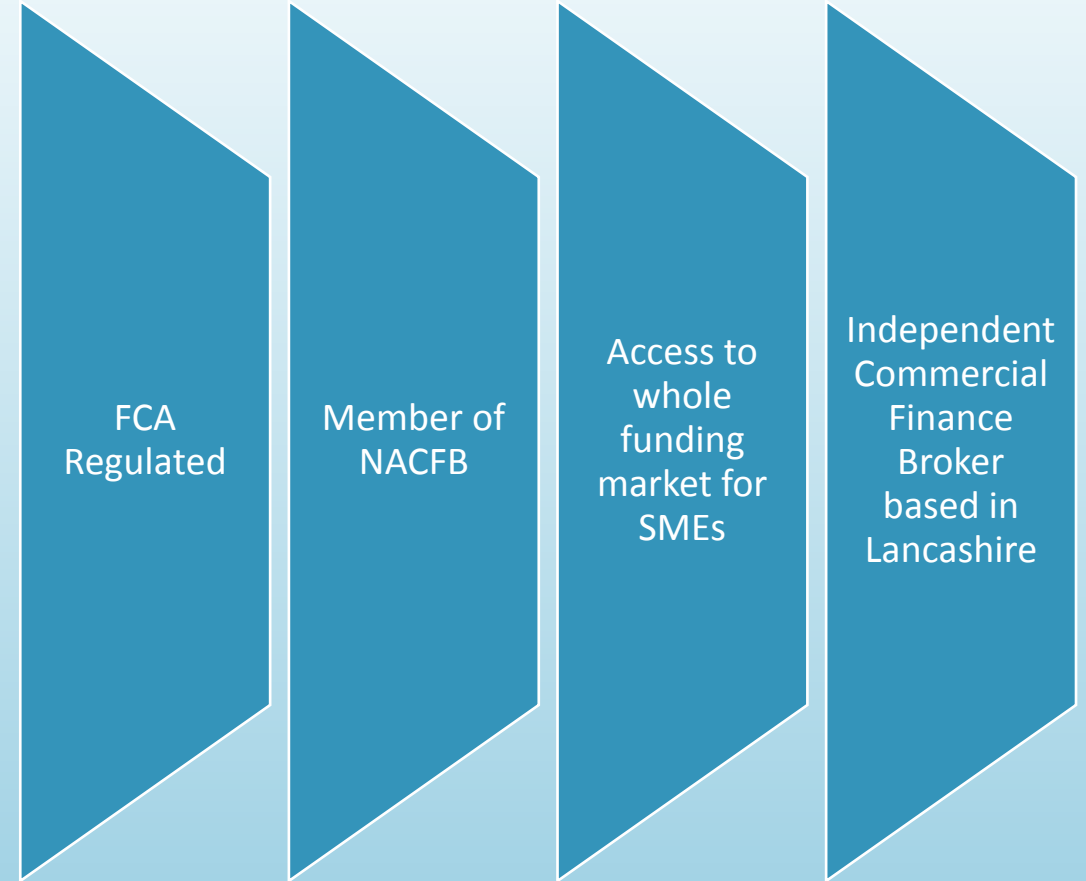 FCA
Regulated
Member of
NACFB
Access to
whole
funding
market for
SMEs
Independent
Commercial
Finance
Broker
based in
Lancashire